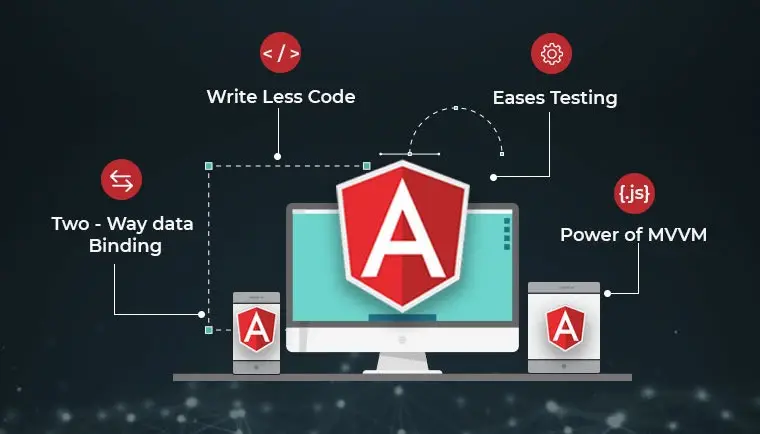 </>
Write Less Code
Eases Testing
Two - Way data
Binding
{.js}
Power of MVVM
A
A
A